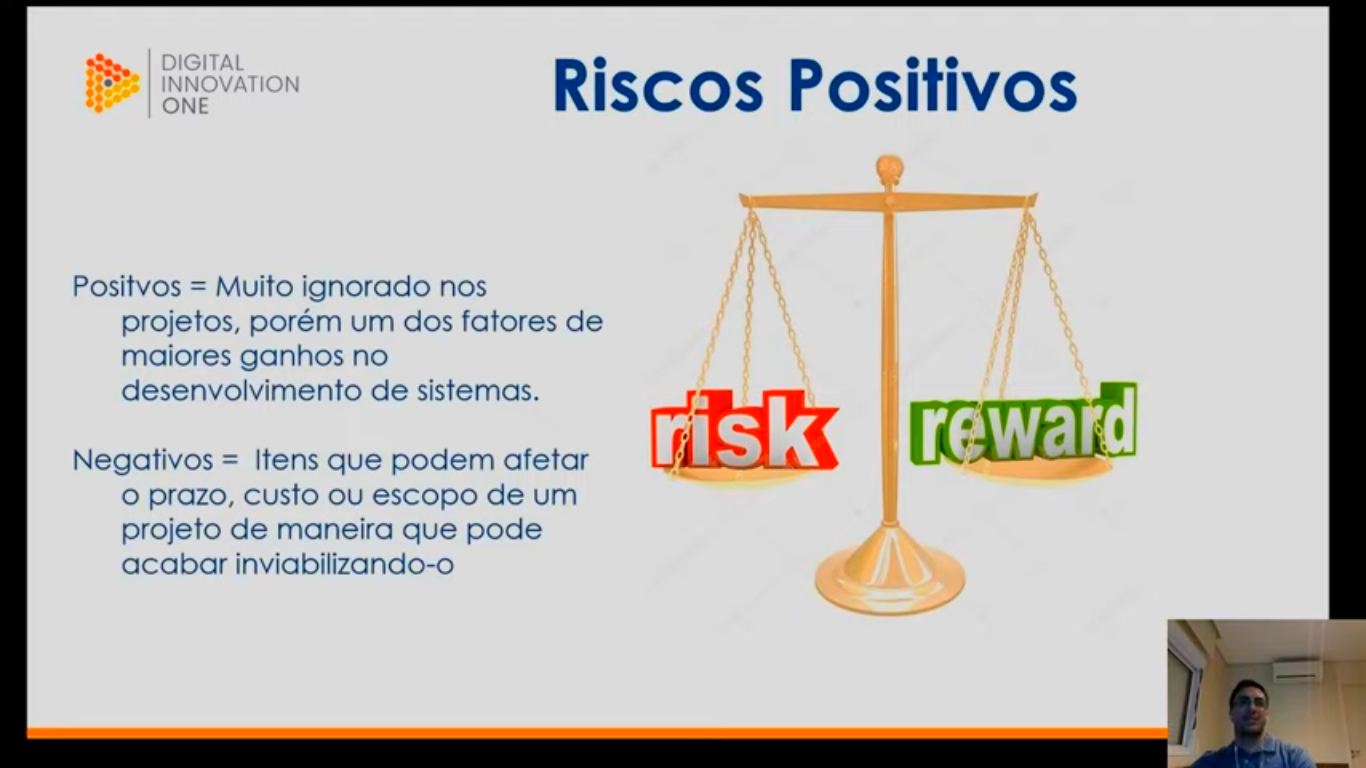 DIGITAL
INNOVATION
ONE
Riscos Positivos
Positvos = Muito ignorado nos
projetos, porém um dos fatores de
maiores ganhos no
desenvolvimento de sistemas.
Negativos = Itens que podem afetar
o prazo, custo ou escopo de um
projeto de maneira que pode
acabar inviabilizando-o
risk
reward